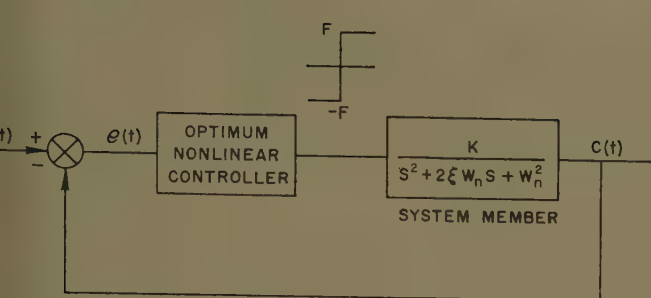 F
-F
t) + e(t) OPTIMUM NONLINEAR CONTROLLER
K
S² + 2ξ Wₙ S + Wₙ²
C(t)
-
SYSTEM MEMBER